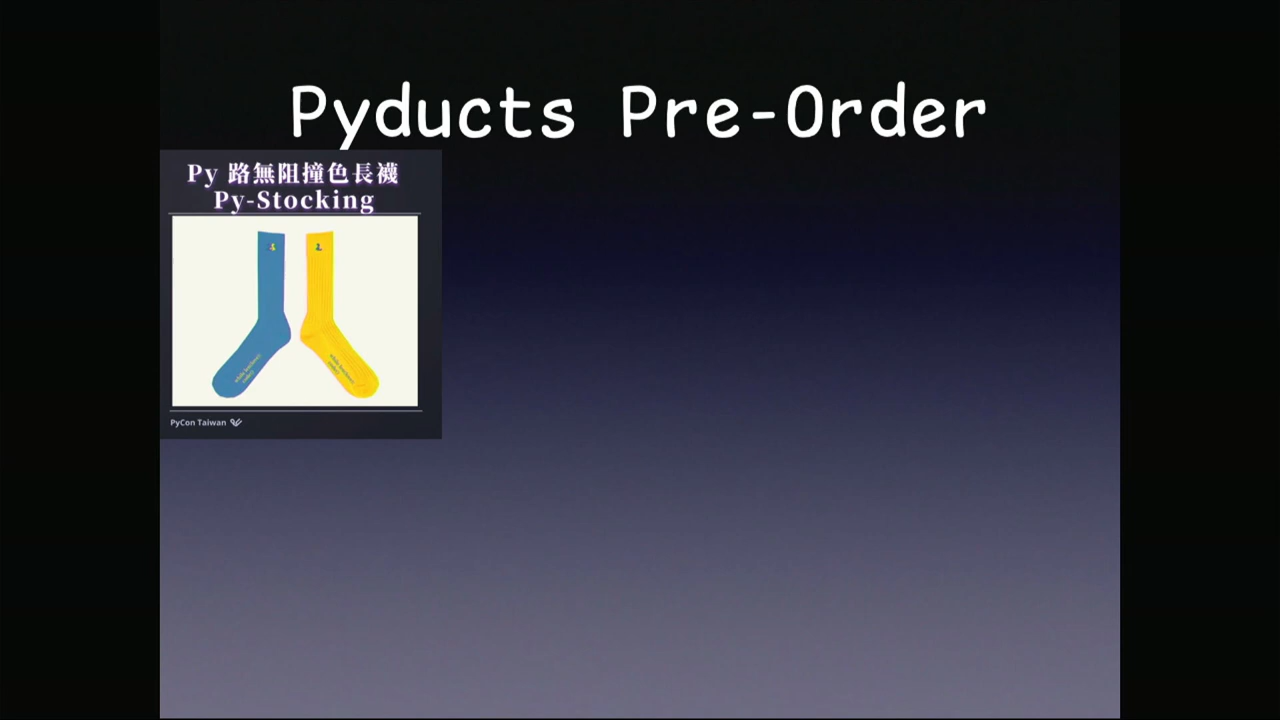 Pyducts Pre-Order
Py 路無阻撞色長襪
Py-Stocking
PyCon Taiwan